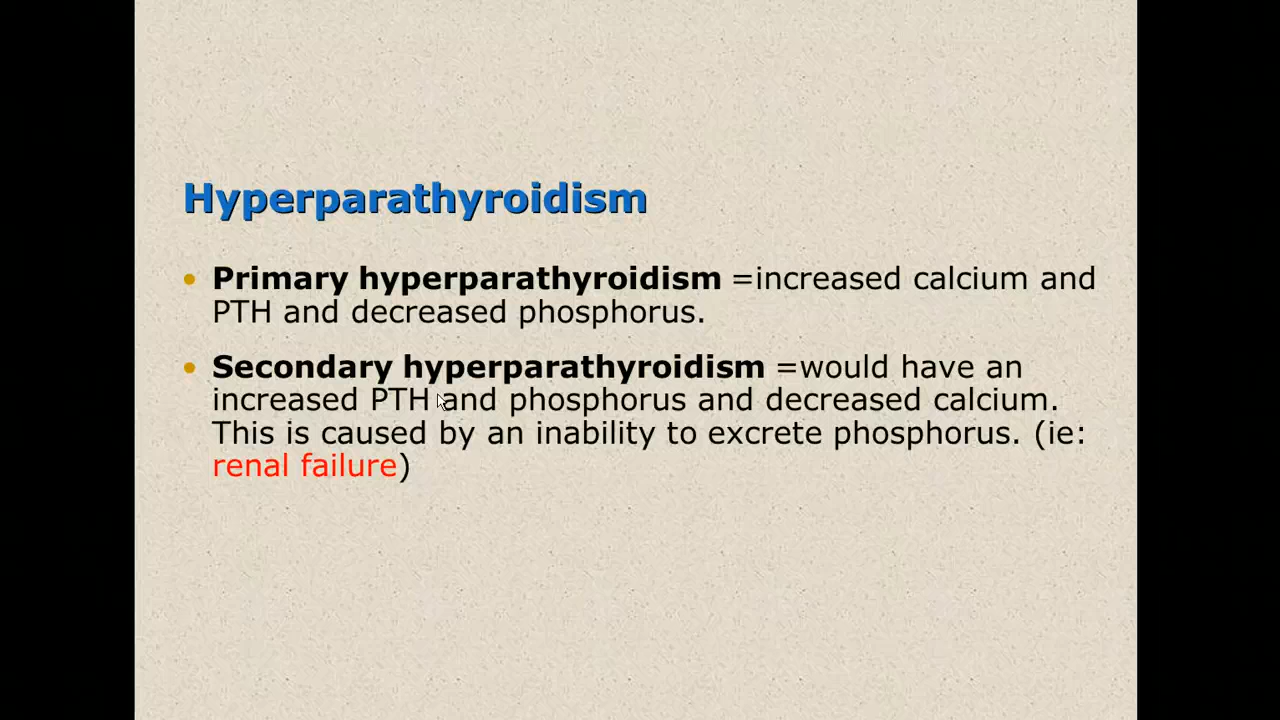 Hyperparathyroidism
• Primary hyperparathyroidism =increased calcium and
PTH and decreased phosphorus.
• Secondary hyperparathyroidism =would have an
increased PTH and phosphorus and decreased calcium.
This is caused by an inability to excrete phosphorus. (ie:
renal failure)